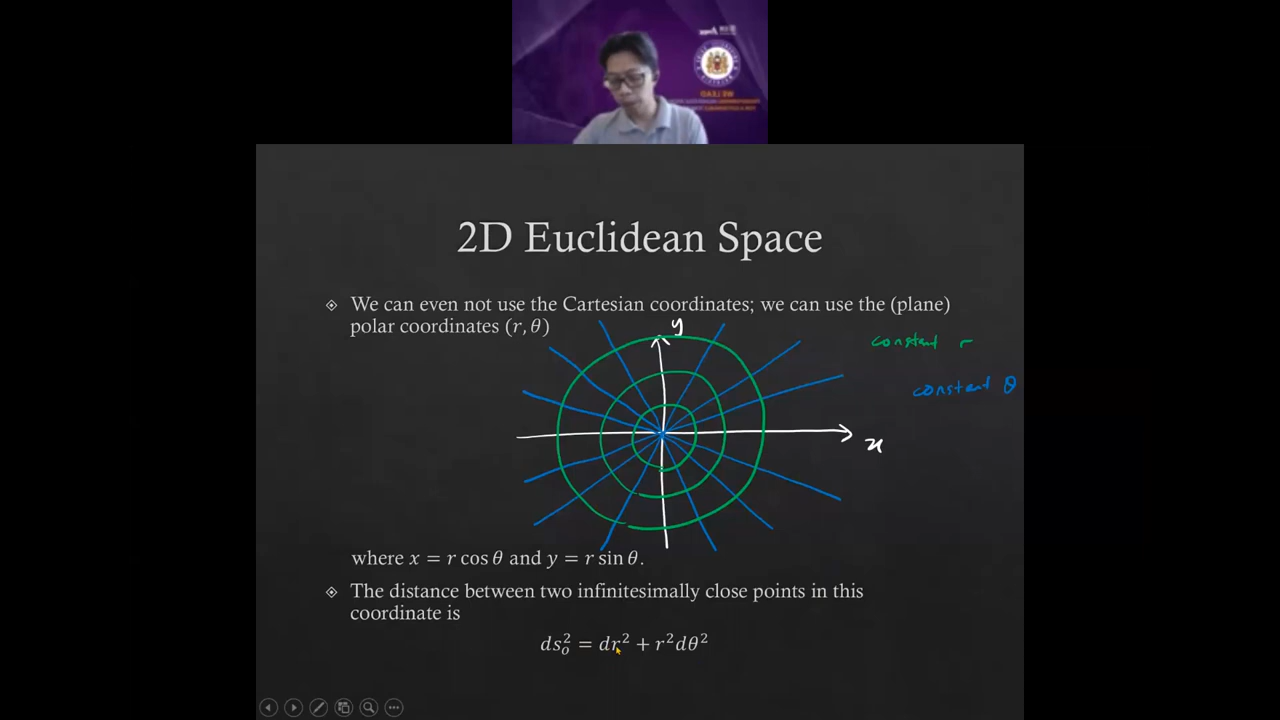 2D Euclidean Space
We can even not use the Cartesian coordinates; we can use the (plane)
polar coordinates (r, θ)
y
constant r
constant θ
x
where x = r cos θ and y = r sin θ.
The distance between two infinitesimally close points in this
coordinate is
ds₀² = dr² + r²dθ²